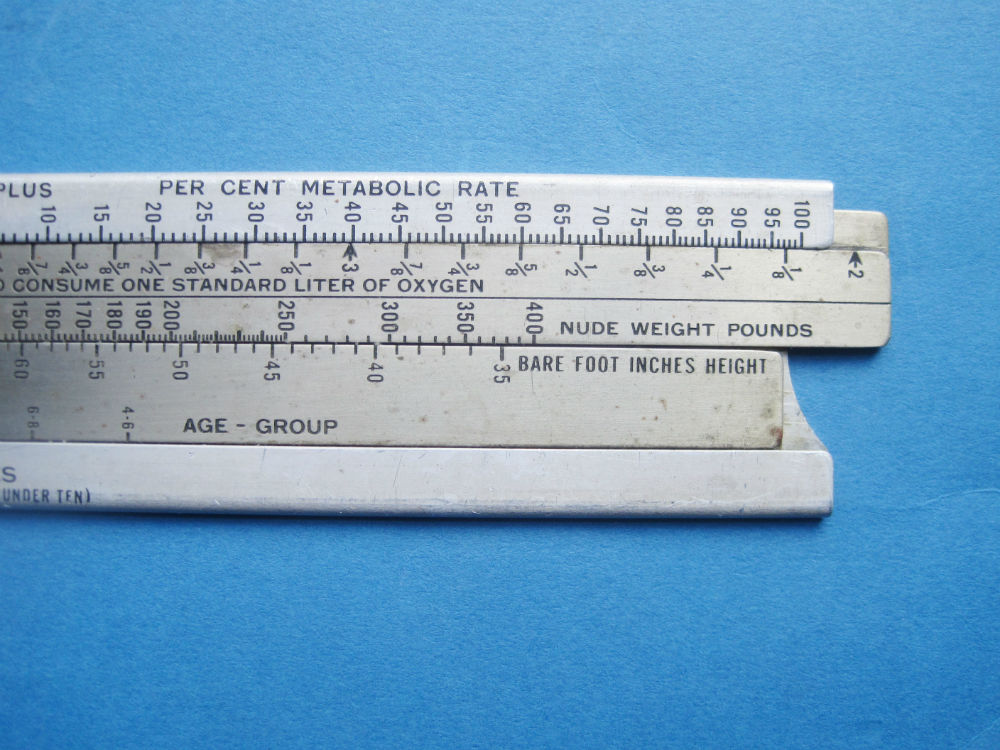 PLUS PER CENT METABOLIC RATE
10 15 20 25 30 35 40 45 50 55 60 65 70 75 80 85 90 95 100
7/8 3/4 5/8 1/2 3/8 1/4 1/8 3 7/8 3/4 5/8 1/2 3/8 1/4 1/8 2
CONSUME ONE STANDARD LITER OF OXYGEN
150 160 170 180 190 200 250 300 350 400 NUDE WEIGHT POUNDS
60 55 50 45 40 35 BARE FOOT INCHES HEIGHT
6-8 4-6 AGE - GROUP
UNDER TEN)